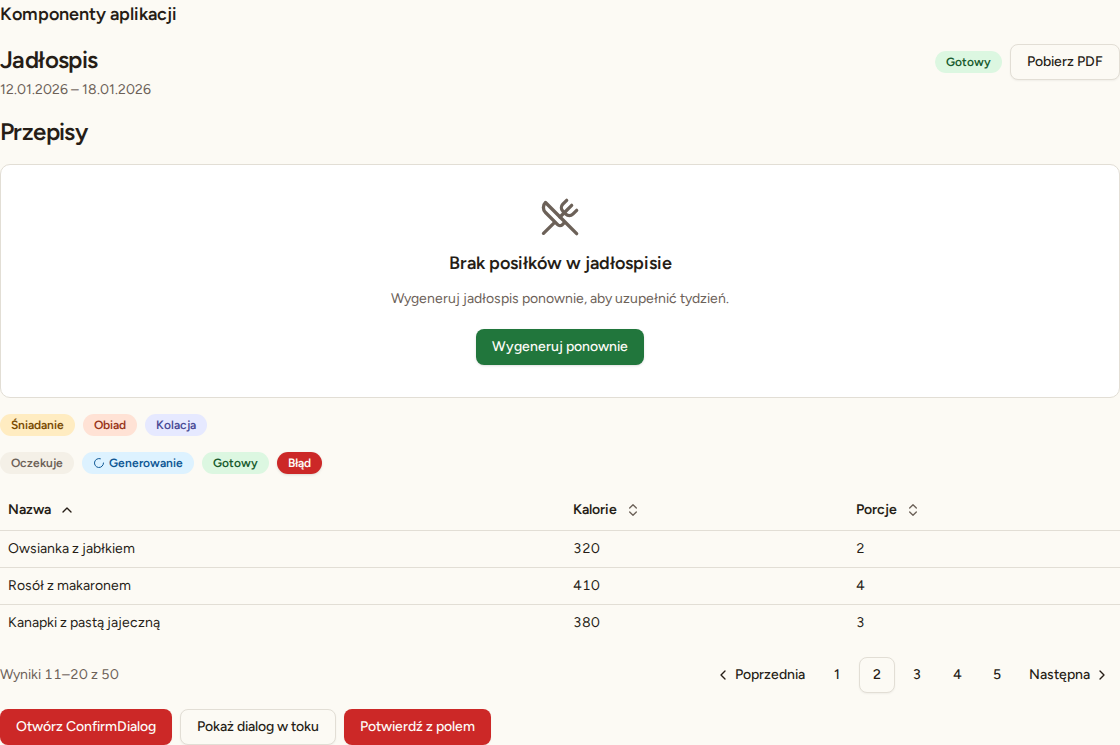 Komponenty aplikacji
Jadłospis
Gotowy
Pobierz PDF
12.01.2026 – 18.01.2026
Przepisy
Brak posiłków w jadłospisie
Wygeneruj jadłospis ponownie, aby uzupełnić tydzień.
Wygeneruj ponownie
Śniadanie Obiad Kolacja
Oczekuje Generowanie Gotowy Błąd
Nazwa Kalorie Porcje
Owsianka z jabłkiem 320 2
Rosół z makaronem 410 4
Kanapki z pastą jajeczną 380 3
Wyniki 11–20 z 50 Poprzednia 1 2 3 4 5 Następna
Otwórz ConfirmDialog Pokaż dialog w toku Potwierdź z polem